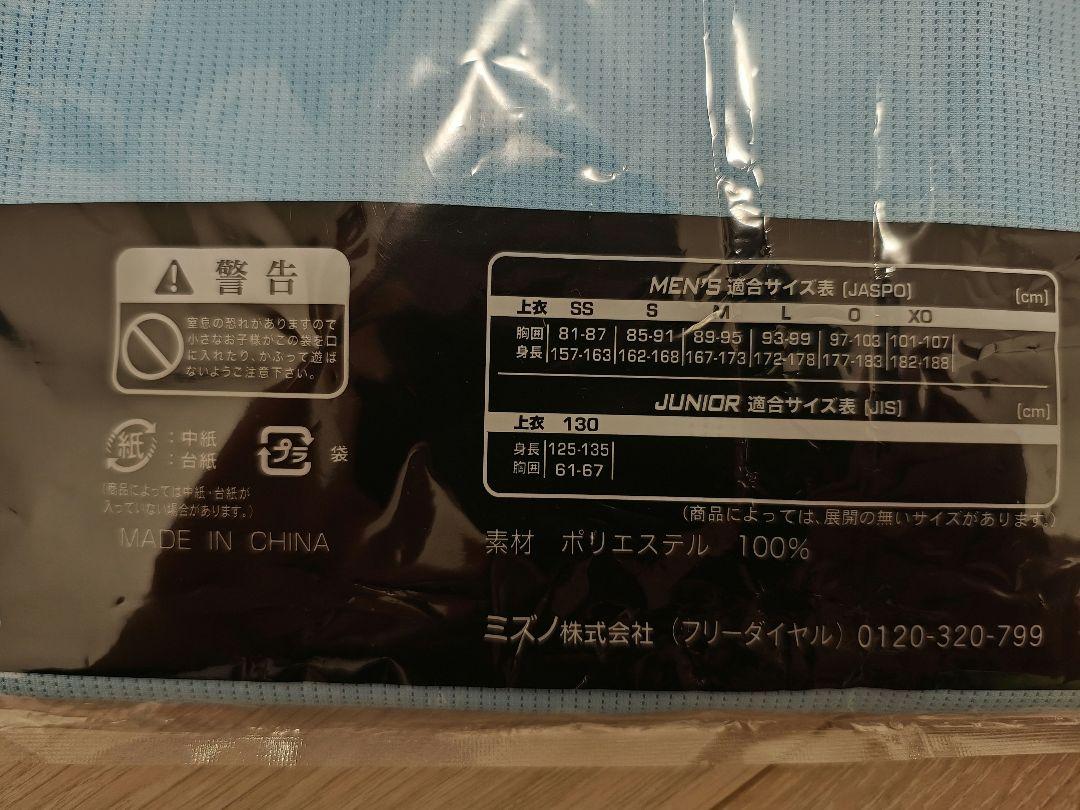 警告
窒息の恐れがありますので
小さなお子様がこの袋を口
に入れたり、かぶって遊ば
ないようご注意下さい。
紙 : 中紙
: 台紙
プラ 袋
(商品によっては中紙・台紙が
入っていない場合があります。)
MADE IN CHINA
MEN'S 適合サイズ表 [JASPO] [cm]
上衣 SS S M L O XO
胸囲 81-87 85-91 89-95 93-99 97-103 101-107
身長 157-163 162-168 167-173 172-178 177-183 182-188
JUNIOR 適合サイズ表 [JIS] [cm]
上衣 130
身長 125-135
胸囲 61-67
(商品によっては、展開の無いサイズがあります。)
素材 ポリエステル 100%
ミズノ株式会社 (フリーダイヤル) 0120-320-799